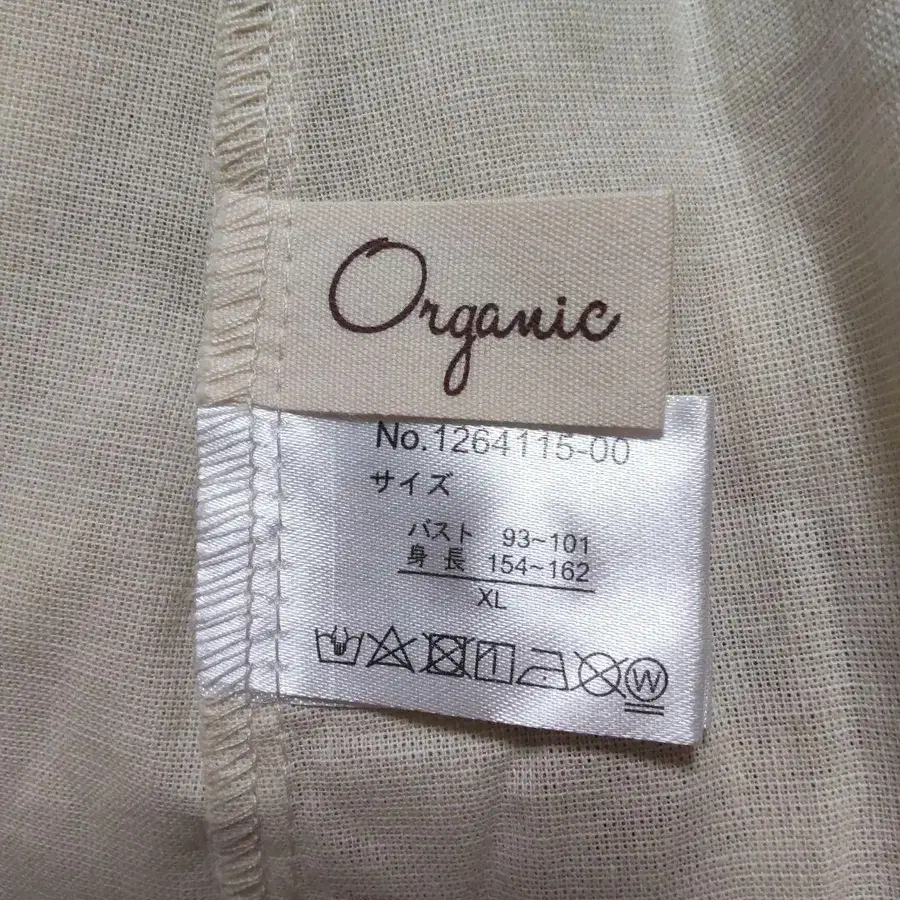 Organic
No.1264115-00
サイズ
バスト 93~101
身長 154~162
XL
W